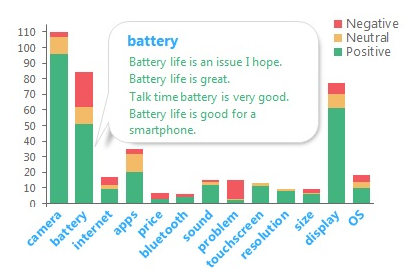 Negative
Neutral
Positive
110
100
90
80
70
60
50
40
30
20
10
0
battery
Battery life is an issue I hope.
Battery life is great.
Talk time battery is very good.
Battery life is good for a
smartphone.
camera
battery
internet
apps
price
bluetooth
sound
problem
touchscreen
resolution
size
display
OS